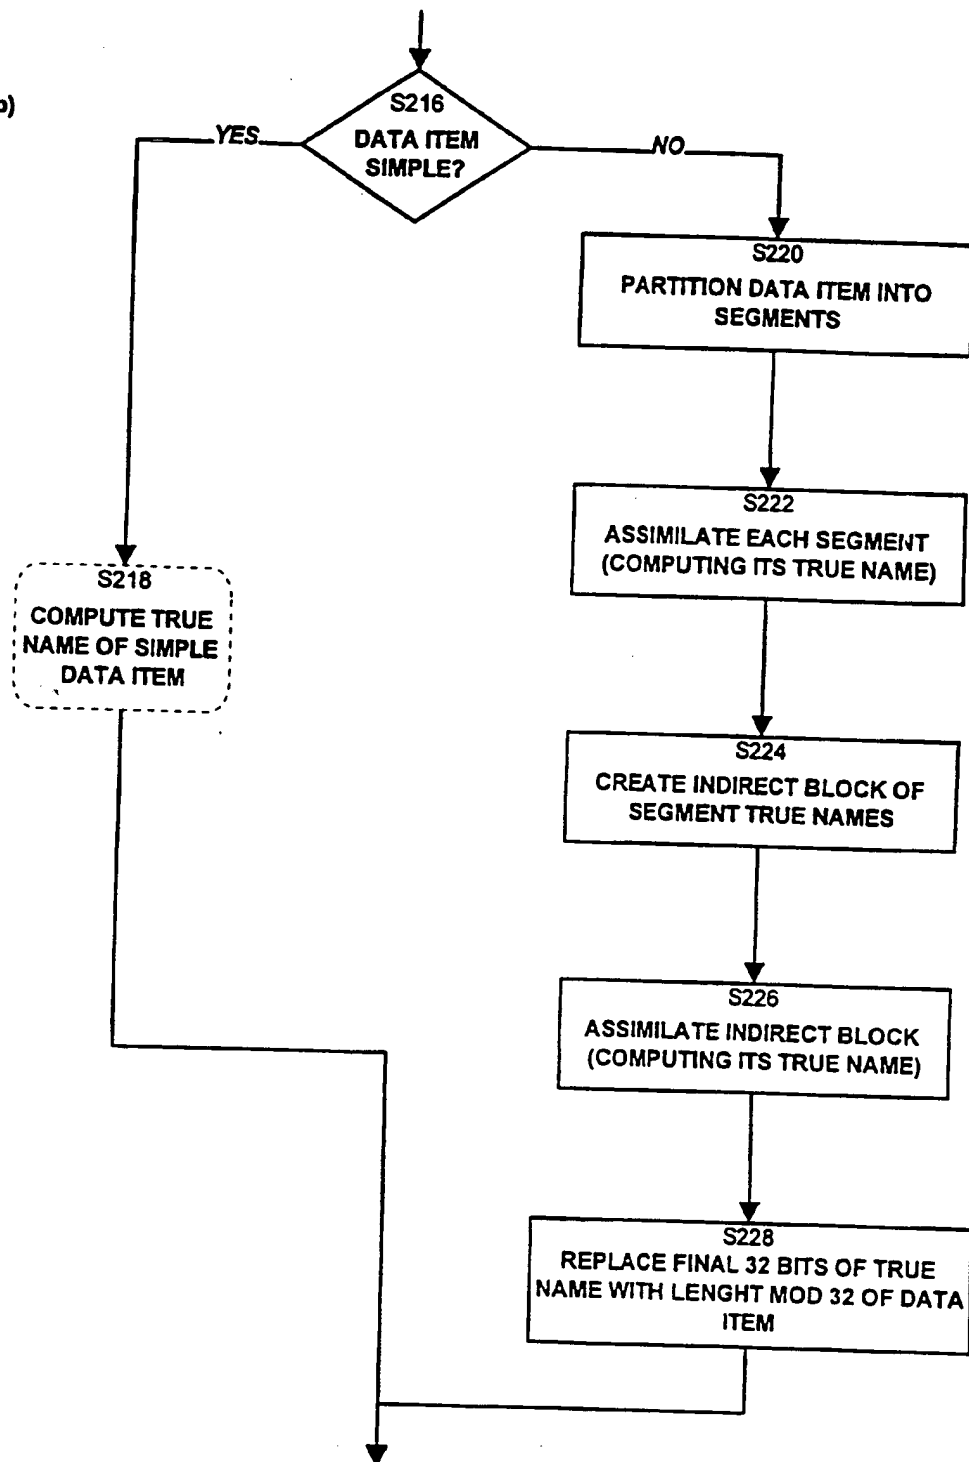 b)
S216
DATA ITEM
SIMPLE?
YES
NO
S220
PARTITION DATA ITEM INTO
SEGMENTS
S222
ASSIMILATE EACH SEGMENT
(COMPUTING ITS TRUE NAME)
S218
COMPUTE TRUE
NAME OF SIMPLE
DATA ITEM
S224
CREATE INDIRECT BLOCK OF
SEGMENT TRUE NAMES
S226
ASSIMILATE INDIRECT BLOCK
(COMPUTING ITS TRUE NAME)
S228
REPLACE FINAL 32 BITS OF TRUE
NAME WITH LENGHT MOD 32 OF DATA
ITEM